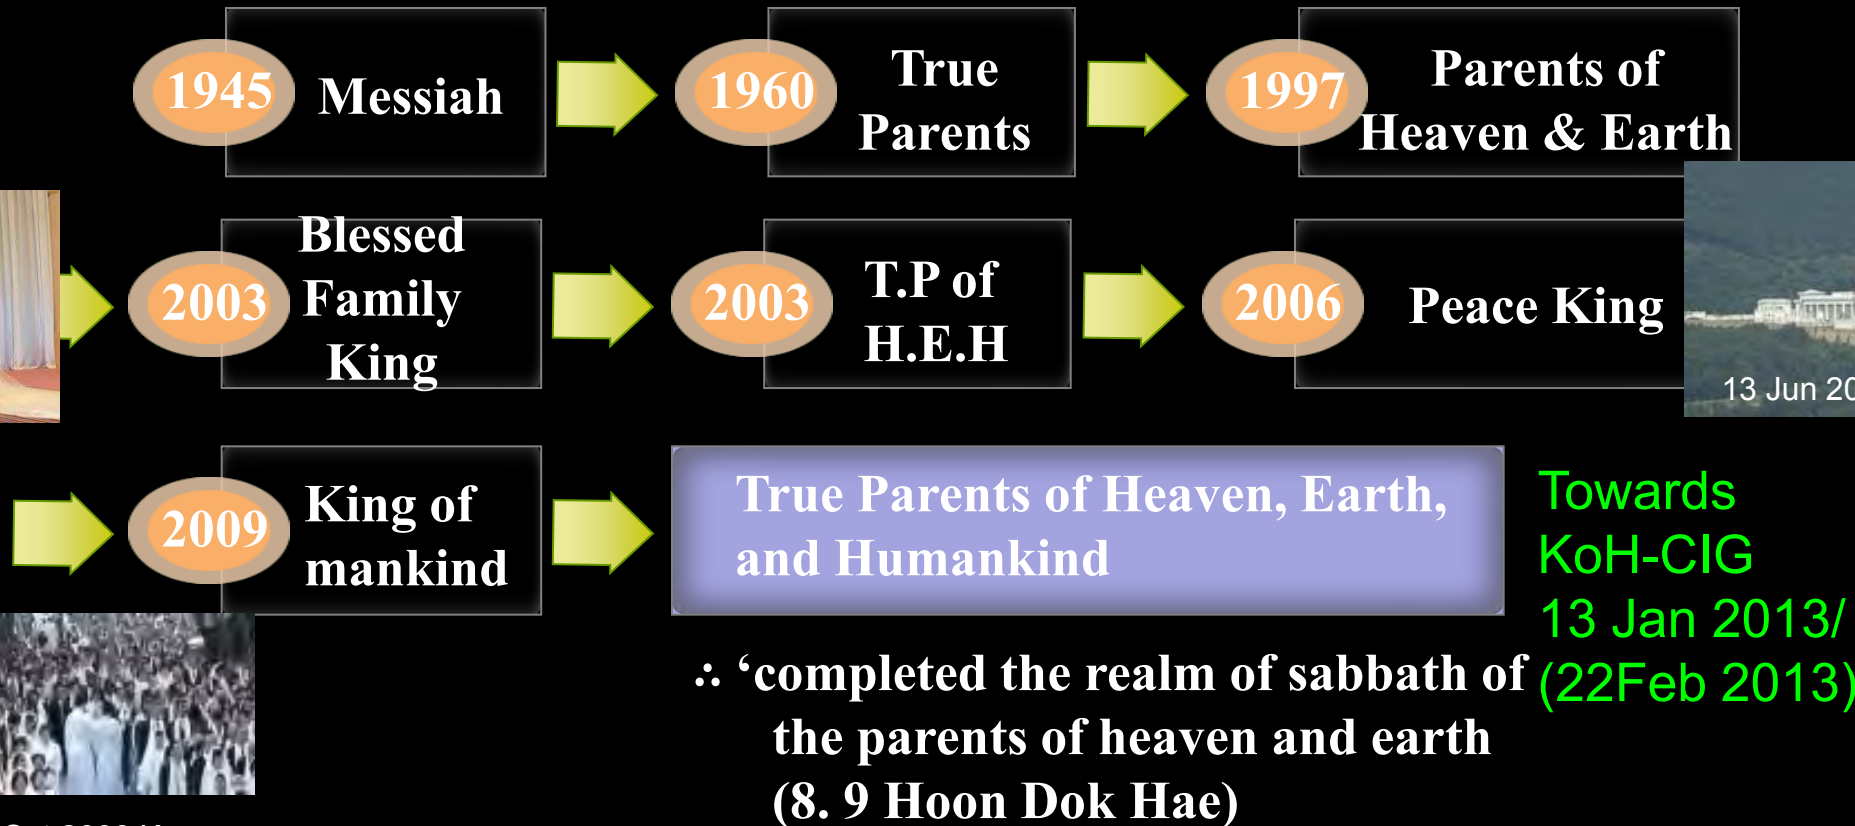 1945 Messiah
1960 True
Parents
1997 Parents of
Heaven & Earth
2003 Blessed
Family
King
2003 T.P of
H.E.H
2006 Peace King
13 Jun 20
2009 King of
mankind
True Parents of Heaven, Earth,
and Humankind
Towards
KoH-CIG
13 Jan 2013/
(22Feb 2013)
∴ ‘completed the realm of sabbath of
the parents of heaven and earth
(8. 9 Hoon Dok Hae)